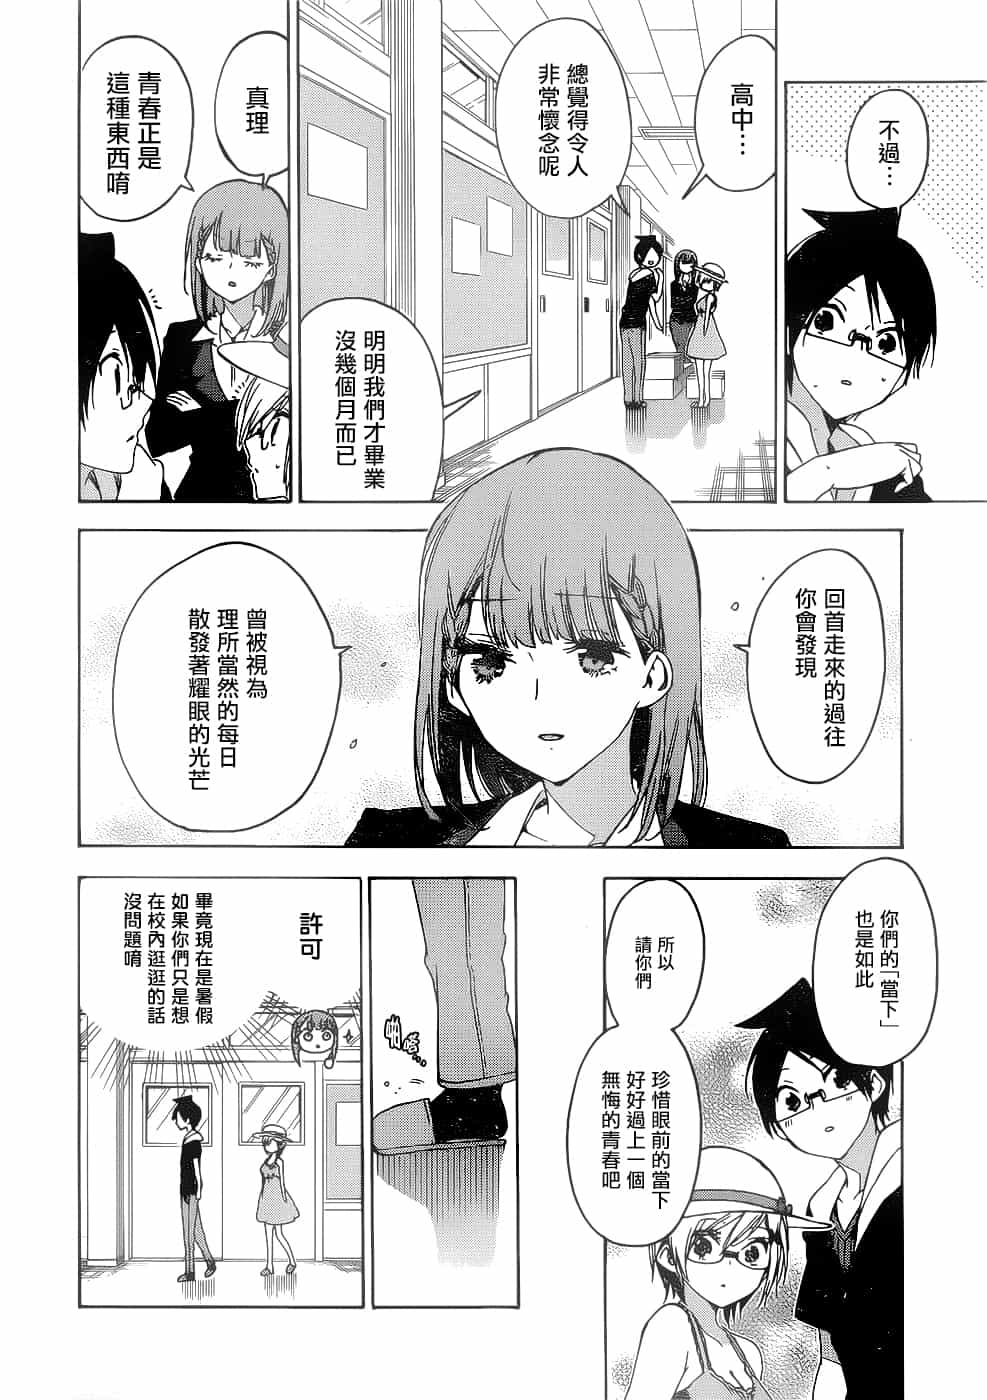 不過…
高中…
總覺得令人
非常懷念呢
明明我們才畢業
沒幾個月而已
真理
青春正是
這種東西唷
回首走來的過往
你會發現
曾被視為
理所當然的每日
散發著耀眼的光芒
你們的「當下」
也是如此
所以
請你們
珍惜眼前的當下
好好過上一個
無悔的青春吧
啪嗒…
許可
畢竟現在是暑假
如果你們只是想
在校內逛逛的話
沒問題唷